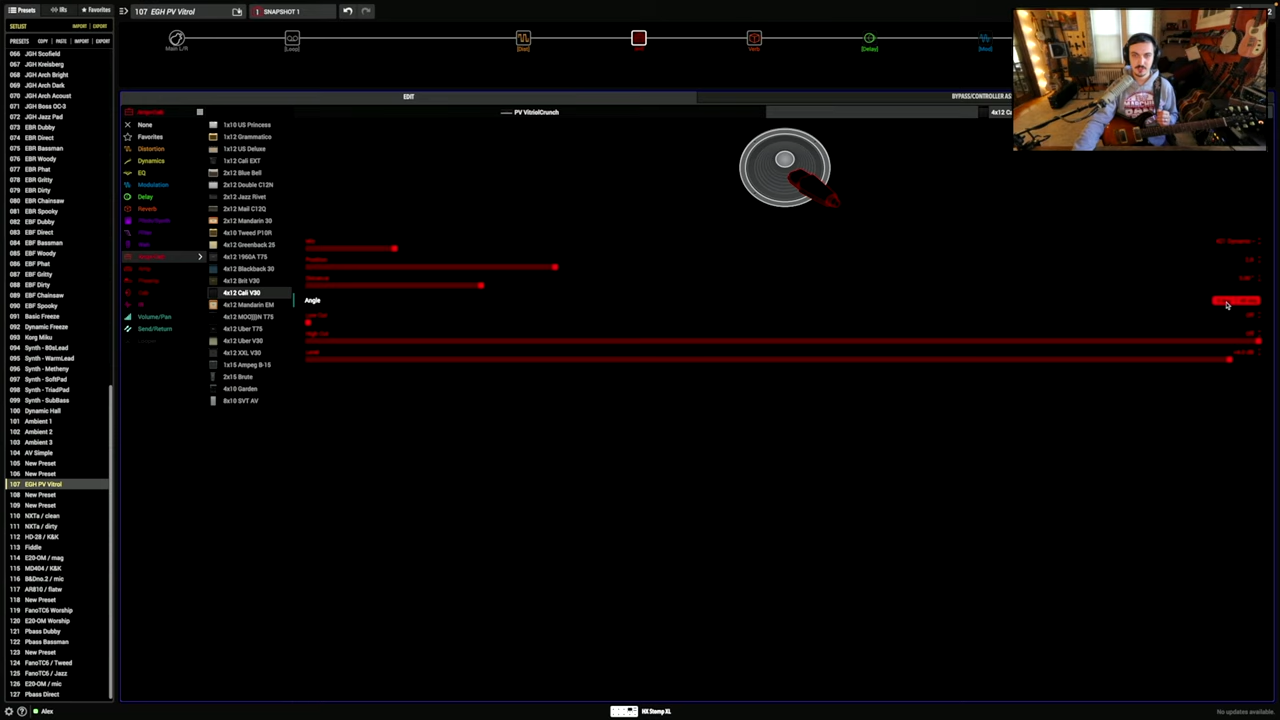 Presets
IRs
Favorites
SETLIST
IMPORT
EXPORT
PRESETS
COPY
PASTE
IMPORT
EXPORT
066 JGH Scofield
067 JGH Kreisberg
068 JGH Arch Bright
069 JGH Arch Dark
070 JGH Arch Acoust
071 JGH Boss OC-3
072 JGH Jazz Pad
073 EBR Dubby
074 EBR Direct
075 EBR Bassman
076 EBR Woody
077 EBR Phat
078 EBR Gritty
079 EBR Dirty
080 EBR Chainsaw
081 EBR Spooky
082 EBF Dubby
083 EBF Direct
084 EBF Bassman
085 EBF Woody
086 EBF Phat
087 EBF Gritty
088 EBF Dirty
089 EBF Chainsaw
090 EBF Spooky
091 Basic Freeze
092 Dynamic Freeze
093 Korg Miku
094 Synth - 80sLead
095 Synth - WarmLead
096 Synth - Metheny
097 Synth - SoftPad
098 Synth - TriadPad
099 Synth - SubBass
100 Dynamic Hall
101 Ambient 1
102 Ambient 2
103 Ambient 3
104 AV Simple
105 New Preset
106 New Preset
107 EGH PV Vitrol
108 New Preset
109 New Preset
110 NXTa / clean
111 NXTa / dirty
112 HD-28 / K&K
113 Fiddle
114 E20-OM / mag
115 MD404 / K&K
116 B&Dno.2 / mic
117 AR810 / flatw
118 New Preset
119 FanoTC6 Worship
120 E20-OM Worship
121 Pbass Dubby
122 Pbass Bassman
123 New Preset
124 FanoTC6 / Tweed
125 FanoTC6 / Jazz
126 E20-OM / mic
127 Pbass Direct
Alex
107 EGH PV Vitrol
1 SNAPSHOT 1
Main L/R
[Loop]
[Dist]
Verb
[Delay]
[Mod]
EDIT
BYPASS/CONTROLLER AS
PV VitriolCrunch
4x12 Ca
None
Favorites
Distortion
Dynamics
EQ
Modulation
Delay
Reverb
Volume/Pan
Send/Return
1x10 US Princess
1x12 Grammatico
1x12 US Deluxe
1x12 Cali EXT
2x12 Blue Bell
2x12 Double C12N
2x12 Jazz Rivet
2x12 Mail C12Q
2x12 Mandarin 30
4x10 Tweed P10R
4x12 Greenback 25
4x12 1960A T75
4x12 Blackback 30
4x12 Brit V30
4x12 Cali V30
4x12 Mandarin EM
4x12 MOO)))N T75
4x12 Uber T75
4x12 Uber V30
4x12 XXL V30
1x15 Ampeg B-15
2x15 Brute
4x10 Garden
8x10 SVT AV
Angle
HX Stomp XL
No updates available.